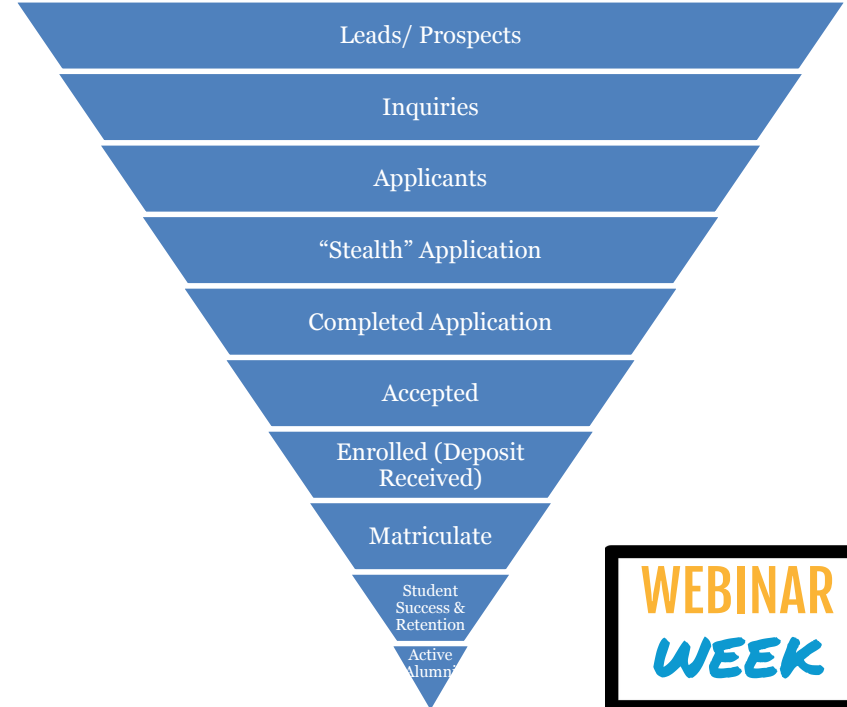 Leads/ Prospects
Inquiries
Applicants
“Stealth” Application
Completed Application
Accepted
Enrolled (Deposit
Received)
Matriculate
Student
Success &
Retention
Active
Alumni
WEBINAR
WEEK